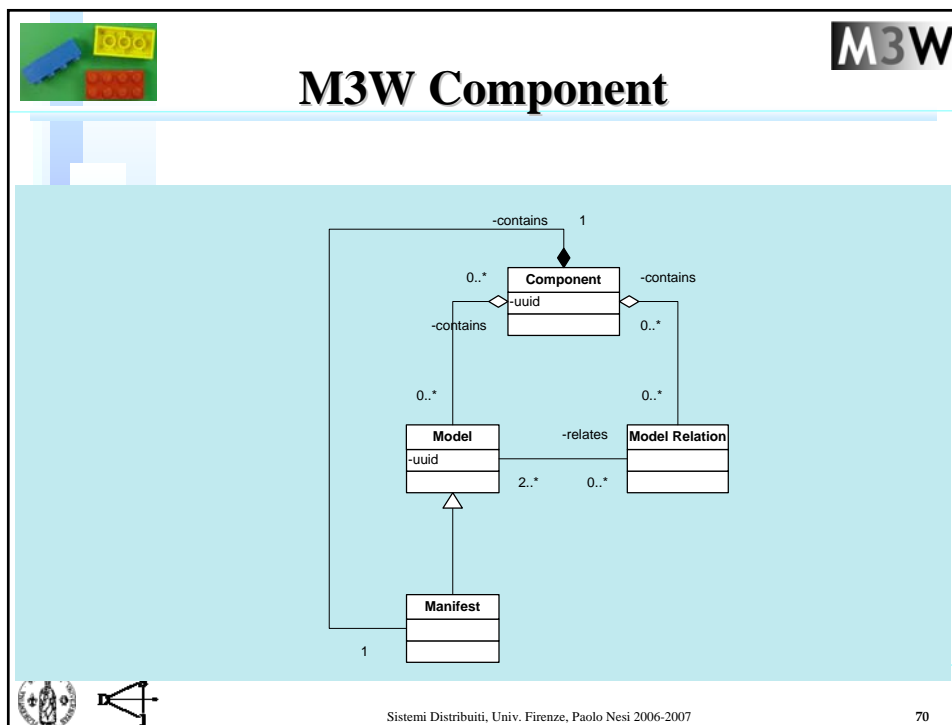 M3W
M3W Component
-contains 1
0..* Component -contains
-uuid
-contains 0..*
0..* 0..*
Model -relates Model Relation
-uuid
2..* 0..*
Manifest
1
Sistemi Distribuiti, Univ. Firenze, Paolo Nesi 2006-2007 70